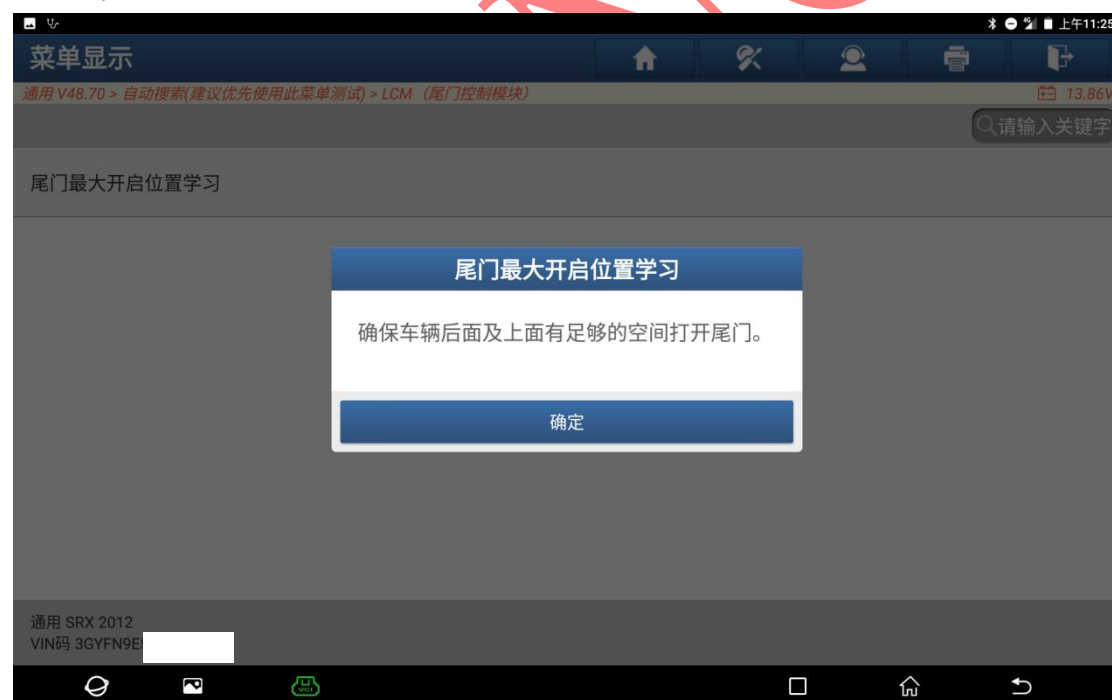 上午11:25
菜单显示
通用 V48.70 > 自动搜索(建议优先使用此菜单测试) > LCM（尾门控制模块）
13.86V
请输入关键字
尾门最大开启位置学习
尾门最大开启位置学习
确保车辆后面及上面有足够的空间打开尾门。
确定
通用 SRX 2012
VIN码 3GYFN9E
VCI